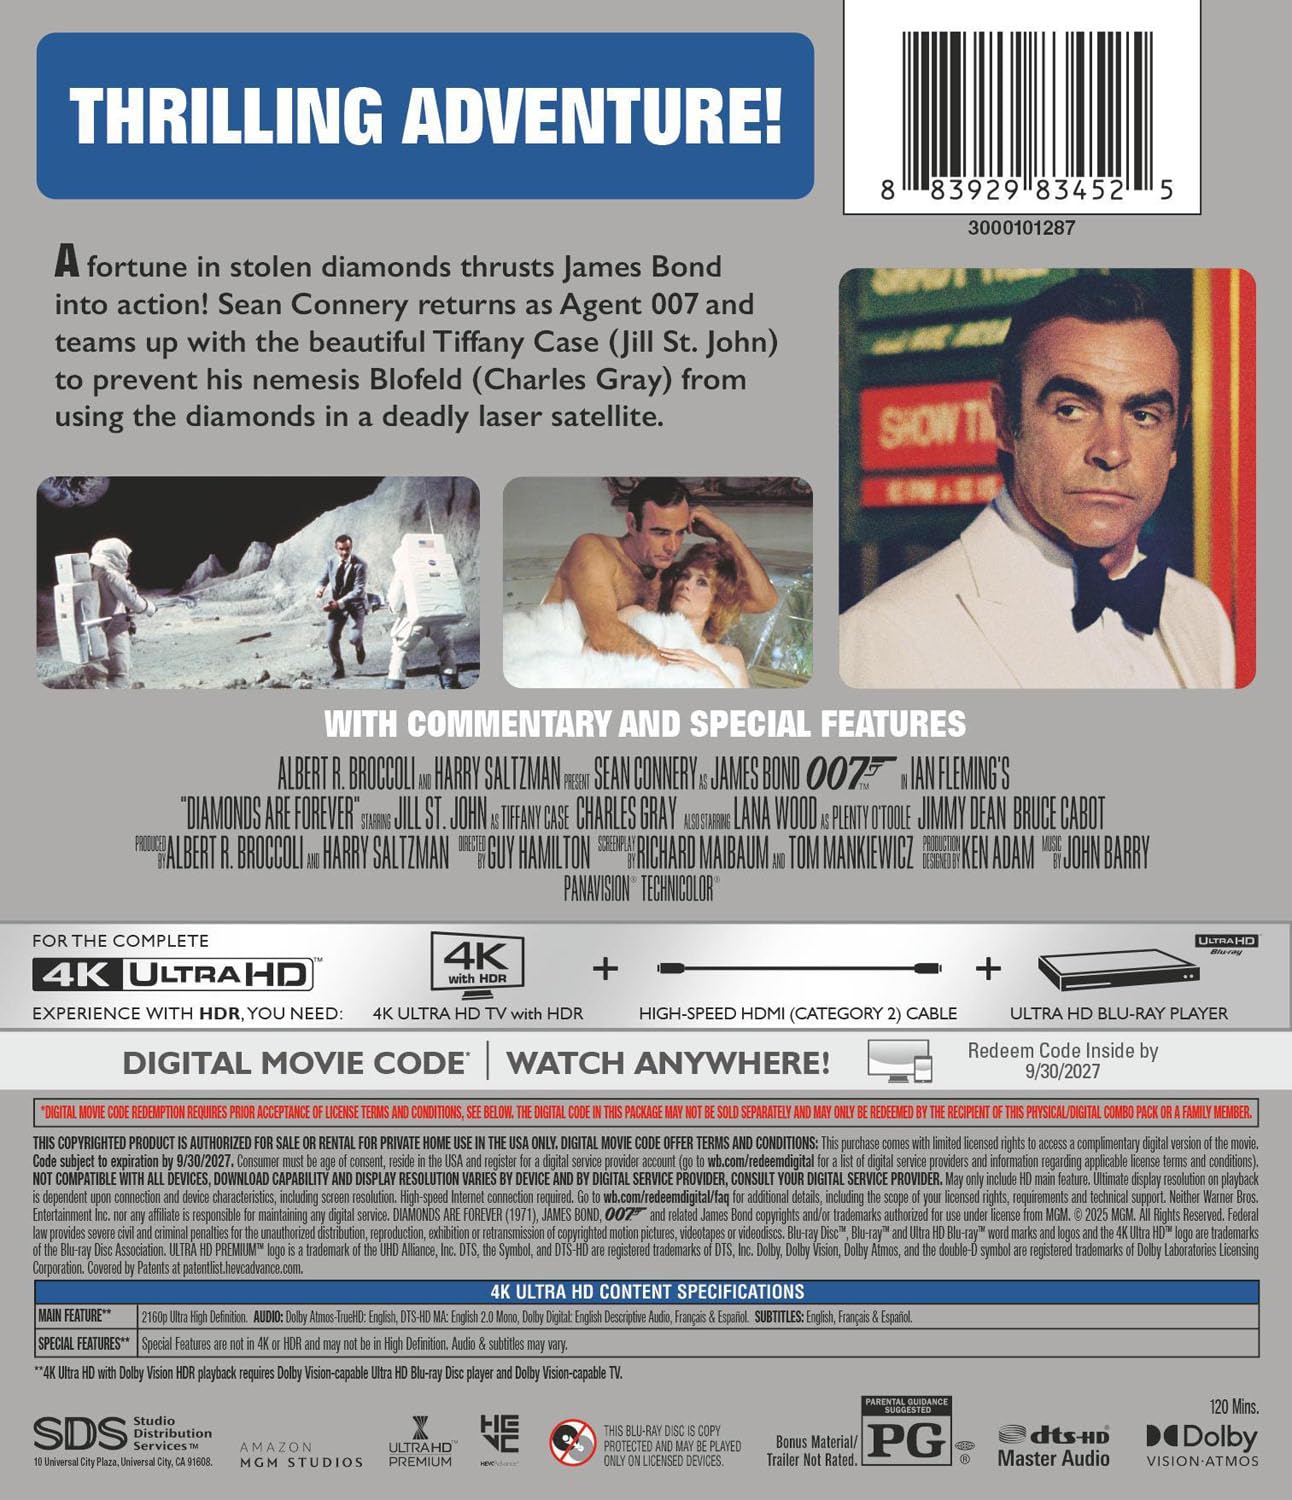 THRILLING ADVENTURE!
8 83929 83452 5
3000101287
A fortune in stolen diamonds thrusts James Bond
into action! Sean Connery returns as Agent 007 and
teams up with the beautiful Tiffany Case (Jill St. John)
to prevent his nemesis Blofeld (Charles Gray) from
using the diamonds in a deadly laser satellite.
WITH COMMENTARY AND SPECIAL FEATURES
ALBERT R. BROCCOLI AND HARRY SALTZMAN PRESENT SEAN CONNERY AS JAMES BOND 007™ IN IAN FLEMING'S
"DIAMONDS ARE FOREVER" STARRING JILL ST. JOHN AS TIFFANY CASE CHARLES GRAY ALSO STARRING LANA WOOD AS PLENTY O'TOOLE JIMMY DEAN BRUCE CABOT
PRODUCED BY ALBERT R. BROCCOLI AND HARRY SALTZMAN DIRECTED BY GUY HAMILTON SCREENPLAY BY RICHARD MAIBAUM AND TOM MANKIEWICZ PRODUCTION DESIGNED BY KEN ADAM MUSIC BY JOHN BARRY
PANAVISION® TECHNICOLOR®
FOR THE COMPLETE
4K ULTRA HD™
EXPERIENCE WITH HDR, YOU NEED:
4K
with HDR
4K ULTRA HD TV with HDR
+
HIGH-SPEED HDMI (CATEGORY 2) CABLE
+
ULTRA HD
Blu-ray
ULTRA HD BLU-RAY PLAYER
DIGITAL MOVIE CODE* | WATCH ANYWHERE!
Redeem Code Inside by
9/30/2027
*DIGITAL MOVIE CODE REDEMPTION REQUIRES PRIOR ACCEPTANCE OF LICENSE TERMS AND CONDITIONS, SEE BELOW. THE DIGITAL CODE IN THIS PACKAGE MAY NOT BE SOLD SEPARATELY AND MAY ONLY BE REDEEMED BY THE RECIPIENT OF THIS PHYSICAL/DIGITAL COMBO PACK OR A FAMILY MEMBER.
THIS COPYRIGHTED PRODUCT IS AUTHORIZED FOR SALE OR RENTAL FOR PRIVATE HOME USE IN THE USA ONLY. DIGITAL MOVIE CODE OFFER TERMS AND CONDITIONS: This purchase comes with limited licensed rights to access a complimentary digital version of the movie.
Code subject to expiration by 9/30/2027. Consumer must be age of consent, reside in the USA and register for a digital service provider account (go to wb.com/redeemdigital for a list of digital service providers and information regarding applicable license terms and conditions).
NOT COMPATIBLE WITH ALL DEVICES, DOWNLOAD CAPABILITY AND DISPLAY RESOLUTION VARIES BY DEVICE AND BY DIGITAL SERVICE PROVIDER, CONSULT YOUR DIGITAL SERVICE PROVIDER. May only include HD main feature. Ultimate display resolution on playback
is dependent upon connection and device characteristics, including screen resolution. High-speed Internet connection required. Go to wb.com/redeemdigital/faq for additional details, including the scope of your licensed rights, requirements and technical support. Neither Warner Bros.
Entertainment Inc. nor any affiliate is responsible for maintaining any digital service. DIAMONDS ARE FOREVER (1971), JAMES BOND, 007 and related James Bond copyrights and/or trademarks authorized for use under license from MGM. © 2025 MGM. All Rights Reserved. Federal
law provides severe civil and criminal penalties for the unauthorized distribution, reproduction, exhibition or retransmission of copyrighted motion pictures, videotapes or videodiscs. Blu-ray Disc™, Blu-ray™ and Ultra HD Blu-ray™ word marks and logos and the 4K Ultra HD™ logo are trademarks
of the Blu-ray Disc Association. ULTRA HD PREMIUM™ logo is a trademark of the UHD Alliance, Inc. DTS, the Symbol, and DTS-HD are registered trademarks of DTS, Inc. Dolby, Dolby Vision, Dolby Atmos, and the double-D symbol are registered trademarks of Dolby Laboratories Licensing
Corporation. Covered by Patents at patentlist.hevcadvance.com.
4K ULTRA HD CONTENT SPECIFICATIONS
MAIN FEATURE** 2160p Ultra High Definition. AUDIO: Dolby Atmos-TrueHD: English, DTS-HD MA: English 2.0 Mono, Dolby Digital: English Descriptive Audio, Français & Español. SUBTITLES: English, Français & Español.
SPECIAL FEATURES** Special Features are not in 4K or HDR and may not be in High Definition. Audio & subtitles may vary.
**4K Ultra HD with Dolby Vision HDR playback requires Dolby Vision-capable Ultra HD Blu-ray Disc player and Dolby Vision-capable TV.
SDS Studio
Distribution
Services™
10 Universal City Plaza, Universal City, CA 91608.
AMAZON
MGM STUDIOS
ULTRA HD™
PREMIUM
HEVC
HEVC Advance™
THIS BLU-RAY DISC IS COPY
PROTECTED AND MAY BE PLAYED
ONLY ON LICENSED DEVICES.
Bonus Material/
Trailer Not Rated.
PARENTAL GUIDANCE
SUGGESTED
PG
®
dts-HD®
Master Audio
120 Mins.
Dolby
VISION·ATMOS